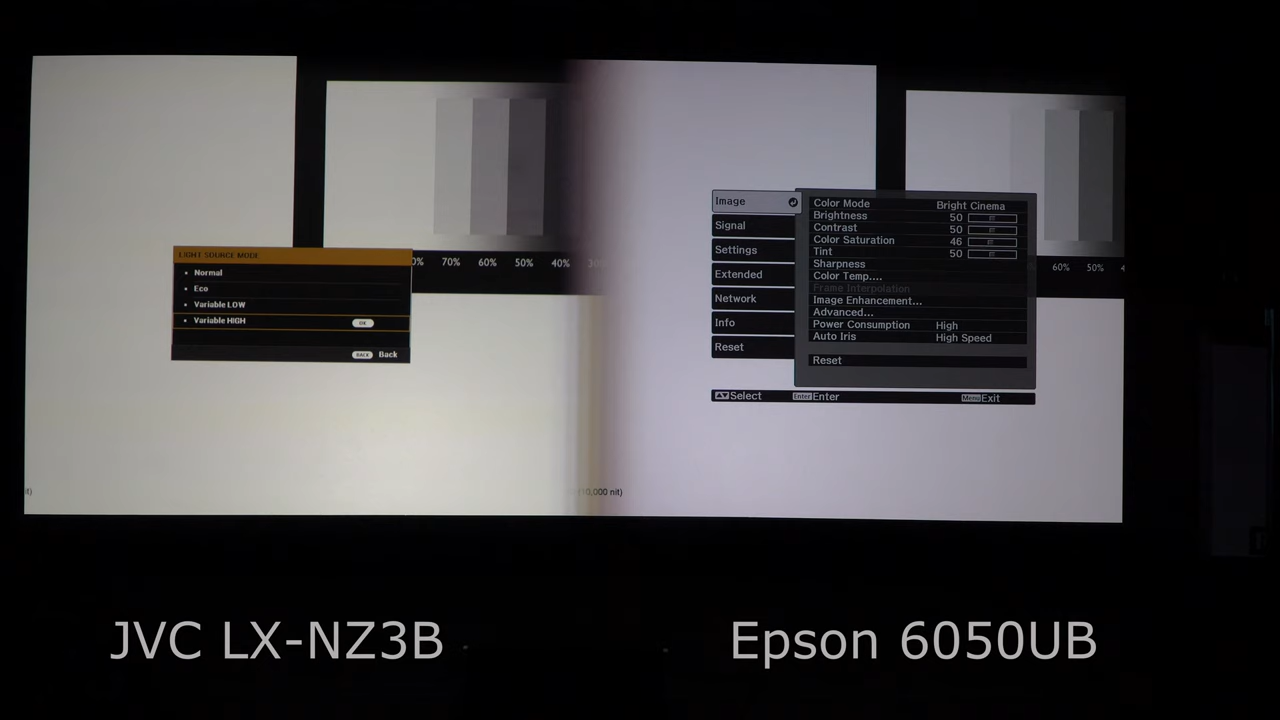 LIGHT SOURCE MODE
Normal
Eco
Variable LOW
Variable HIGH OK
BACK Back
70% 60% 50% 40%
Image
Signal
Settings
Extended
Network
Info
Reset
Color Mode Bright Cinema
Brightness 50
Contrast 50
Color Saturation 46
Tint 50
Sharpness
Color Temp....
Frame Interpolation
Image Enhancement...
Advanced...
Power Consumption High
Auto Iris High Speed
Reset
Select Enter Enter Menu Exit
60% 50%
(10,000 nit)
JVC LX-NZ3B
Epson 6050UB